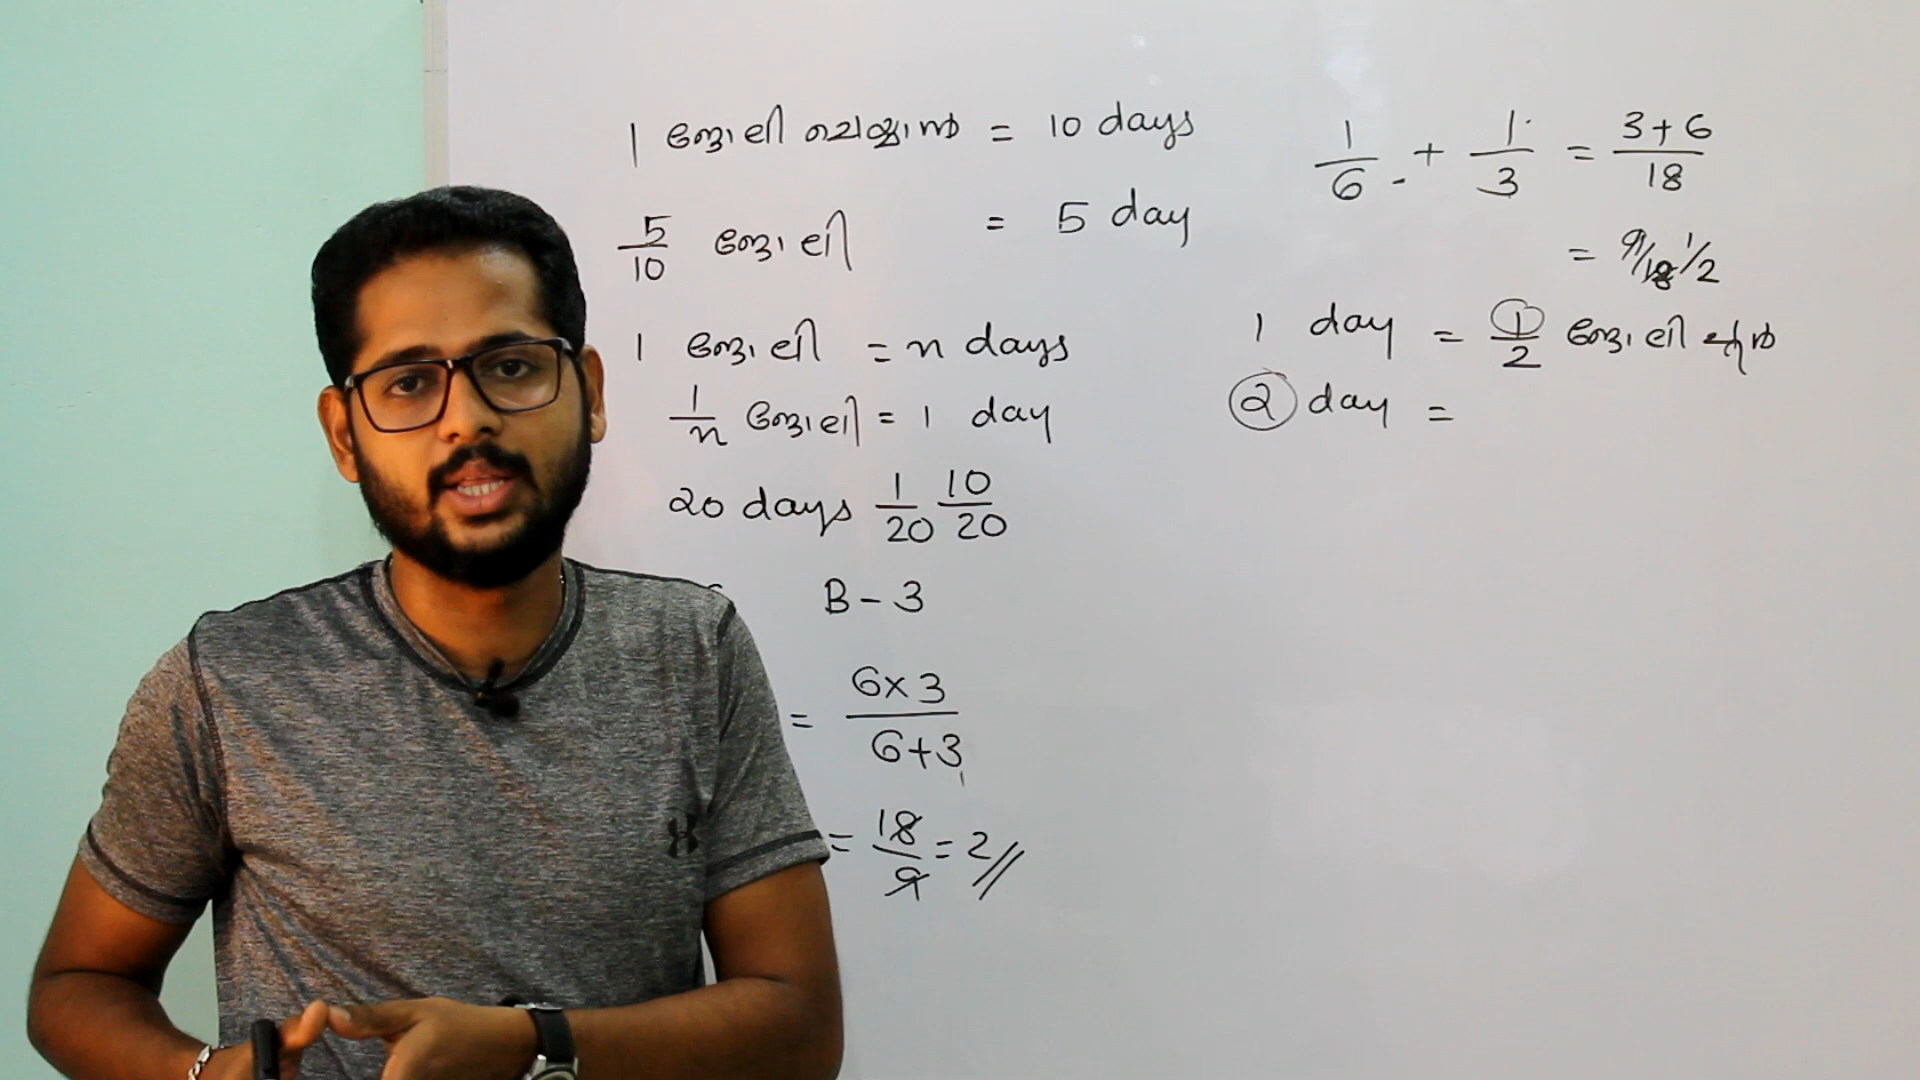 1 ജോലി ചെയ്യാൻ = 10 days
5/10 ജോലി = 5 day
1 ജോലി = n days
1/n ജോലി = 1 day
20 days 1/20 10/20
B - 3
= 6x3/6+3
= 18/9 = 2//
1/6 + 1/3 = 3+6/18
= 9/18 1/2
1 day = 1/2 ജോലി
2 day =